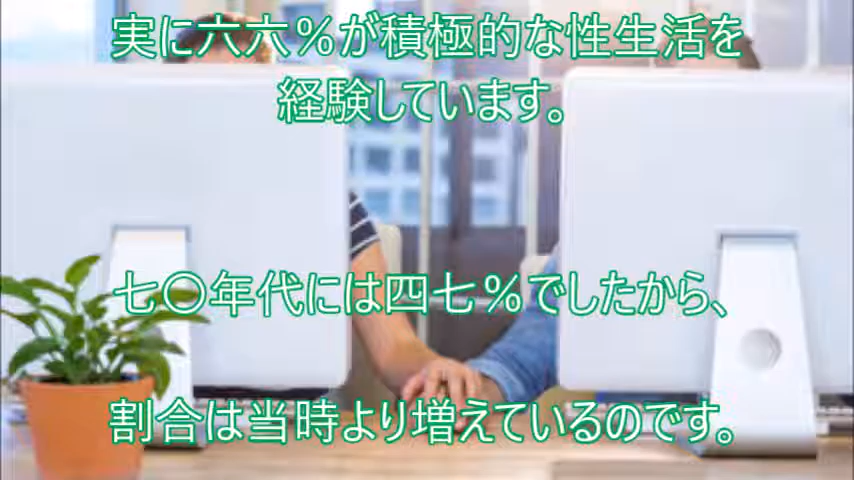 実に六六％が積極的な性生活を
経験しています。
七〇年代には四七％でしたから、
割合は当時より増えているのです。